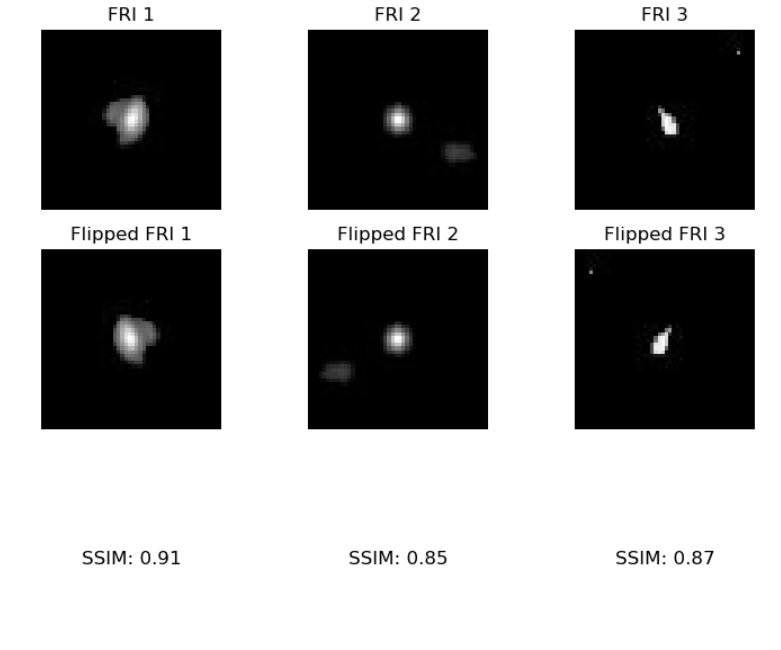 FRI 1
FRI 2
FRI 3
Flipped FRI 1
Flipped FRI 2
Flipped FRI 3
SSIM: 0.91
SSIM: 0.85
SSIM: 0.87